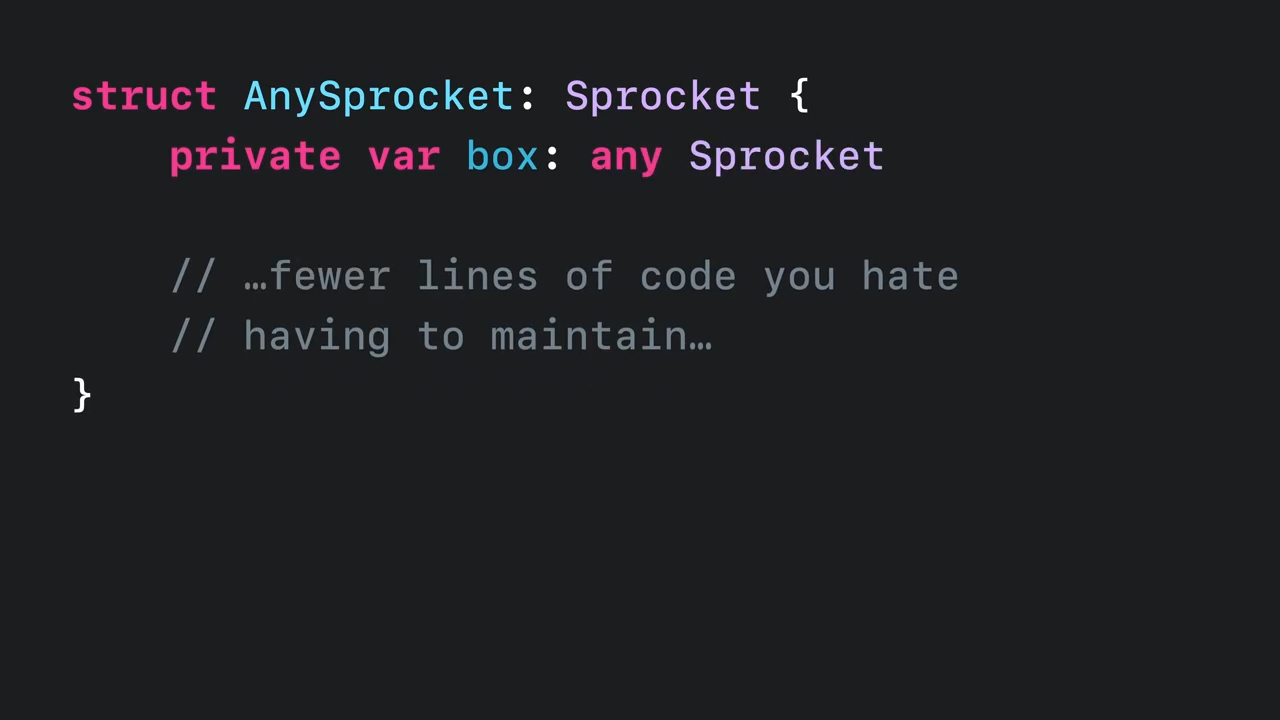 struct AnySprocket: Sprocket {
    private var box: any Sprocket

    // …fewer lines of code you hate
    // having to maintain…
}